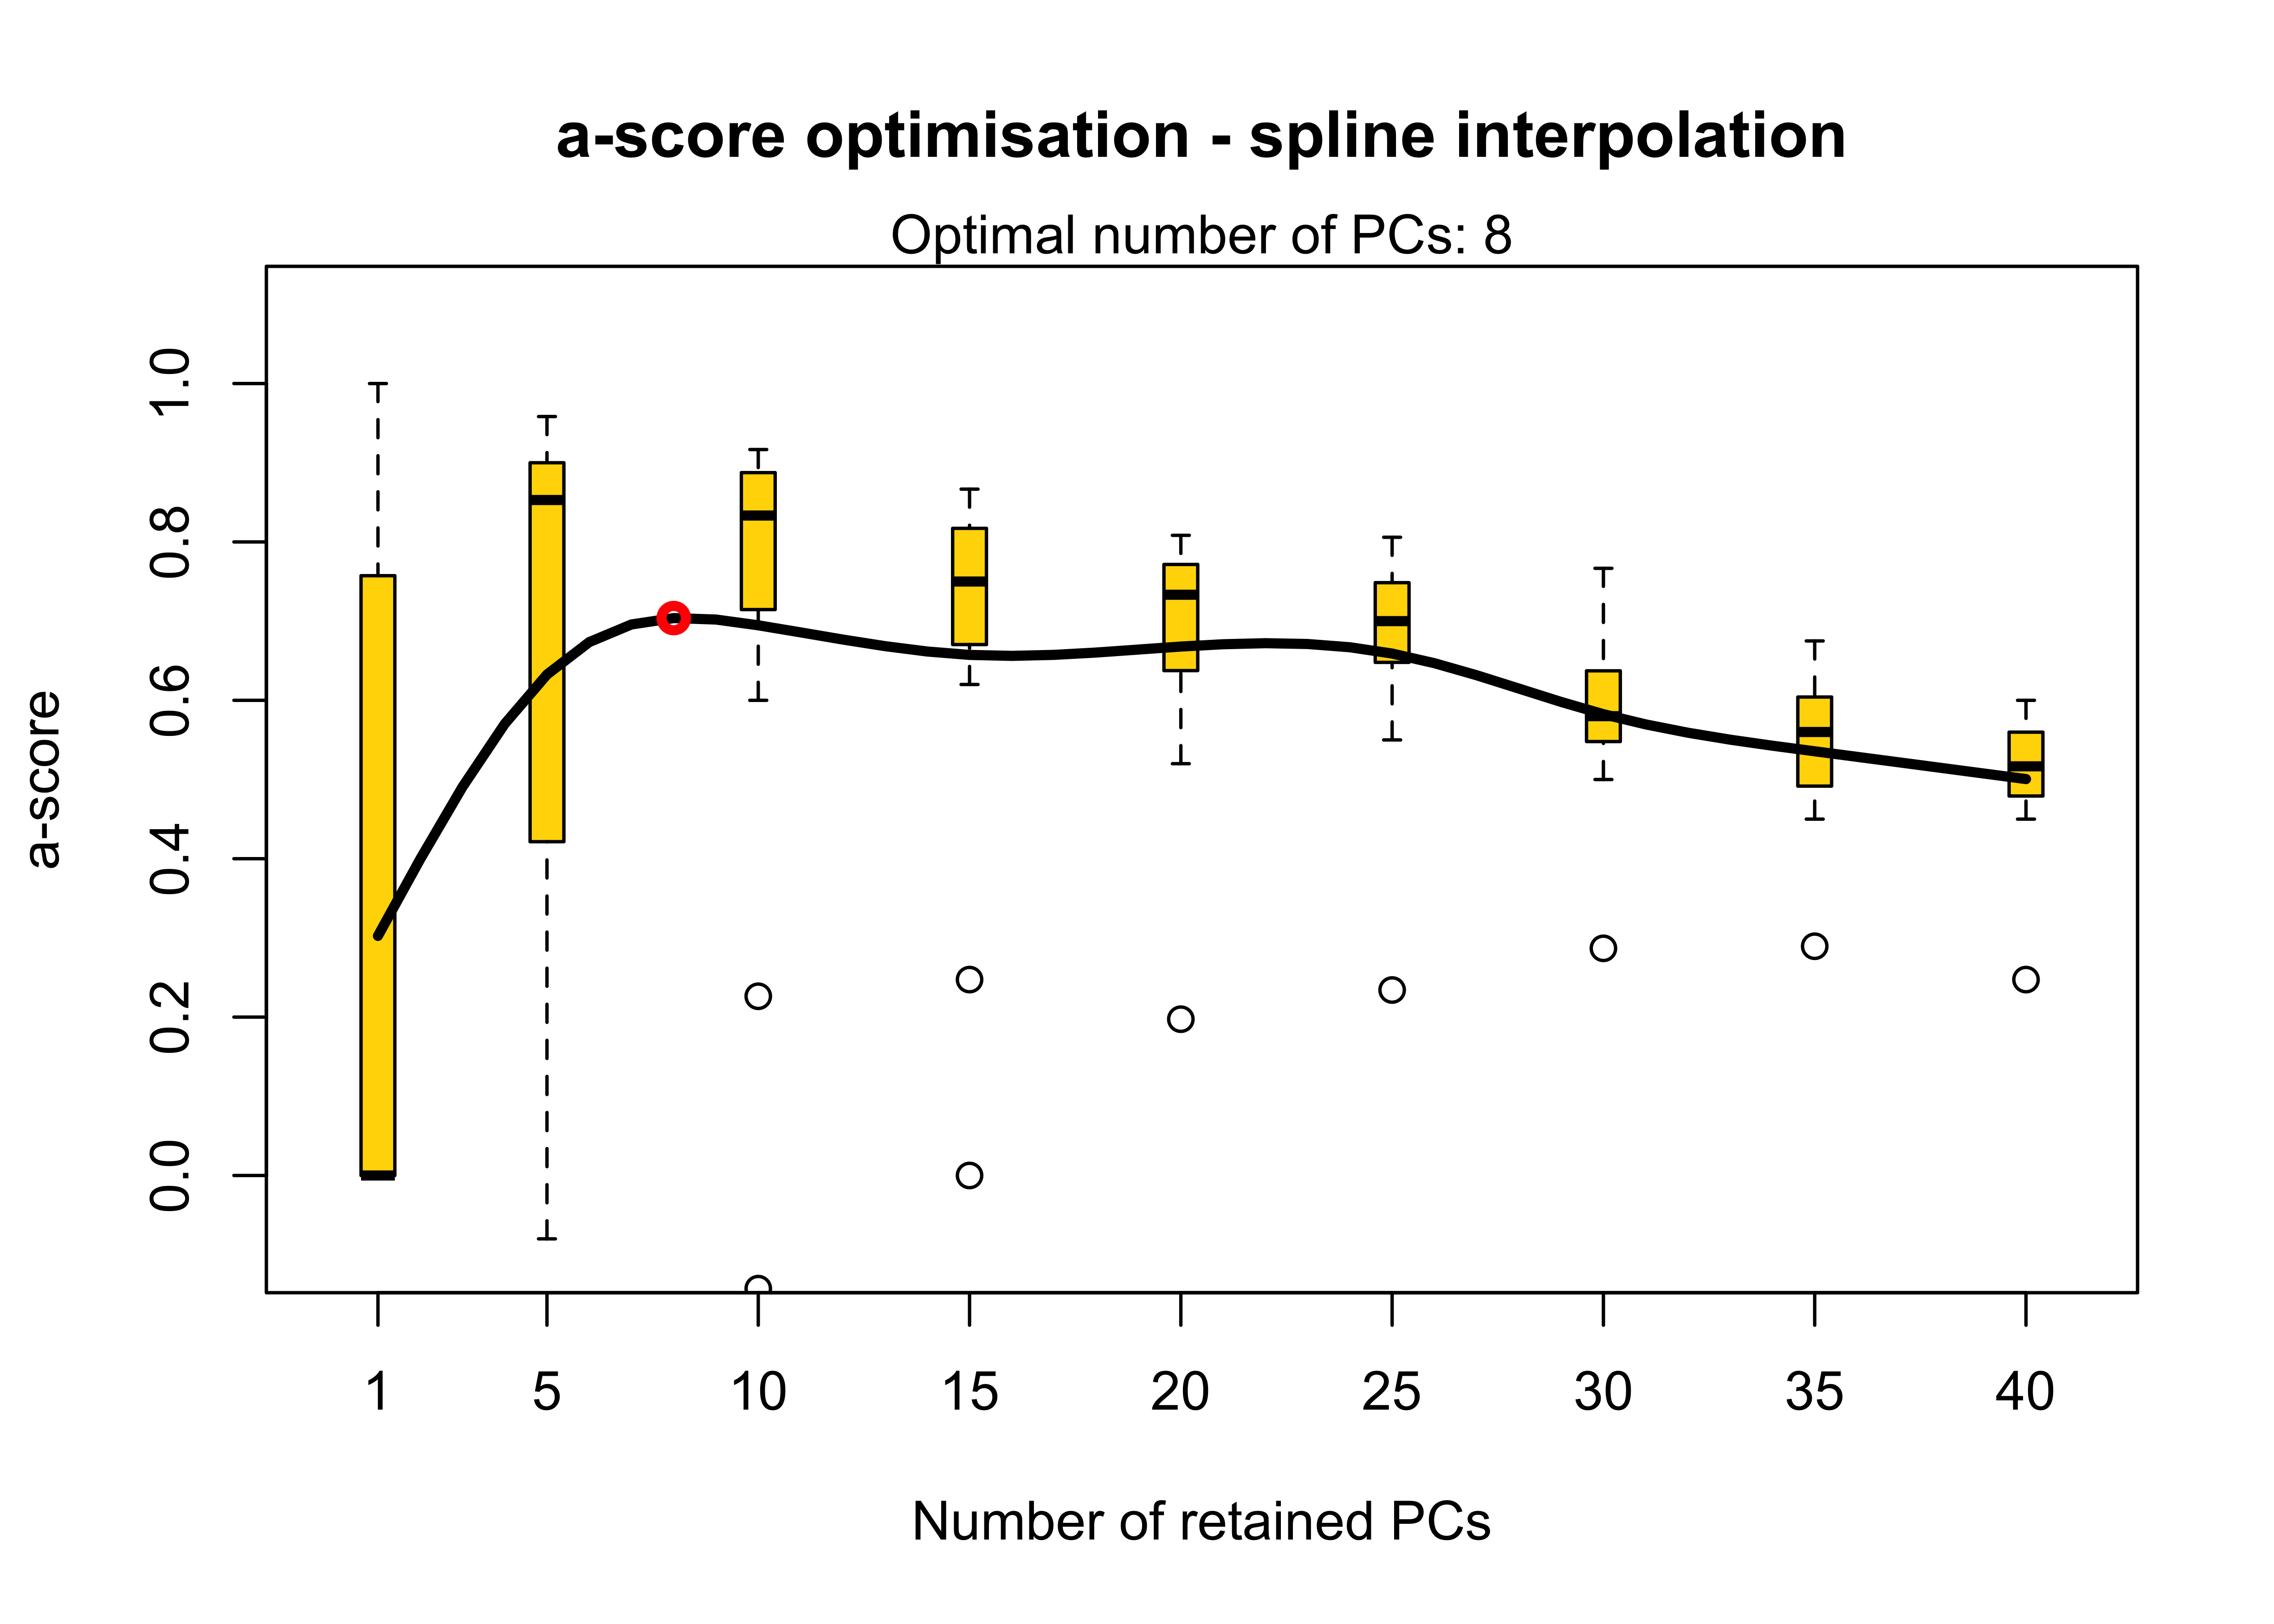 a-score optimisation - spline interpolation
Optimal number of PCs: 8
a-score
1.0
0.8
0.6
0.4
0.2
0.0
1 5 10 15 20 25 30 35 40
Number of retained PCs